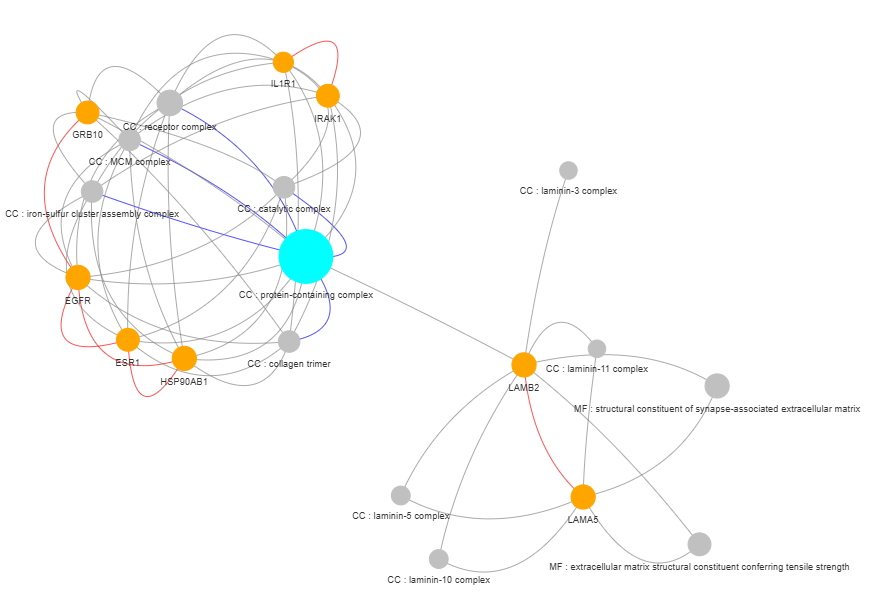 IL1R1
IRAK1
CC : receptor complex
GRB10
CC : MCM complex
CC : laminin-3 complex
CC : catalytic complex
CC : iron-sulfur cluster assembly complex
CC : protein-containing complex
EGFR
ESR1
CC : collagen trimer
CC : laminin-11 complex
HSP90AB1
LAMB2
MF : structural constituent of synapse-associated extracellular matrix
CC : laminin-5 complex
LAMA5
MF : extracellular matrix structural constituent conferring tensile strength
CC : laminin-10 complex